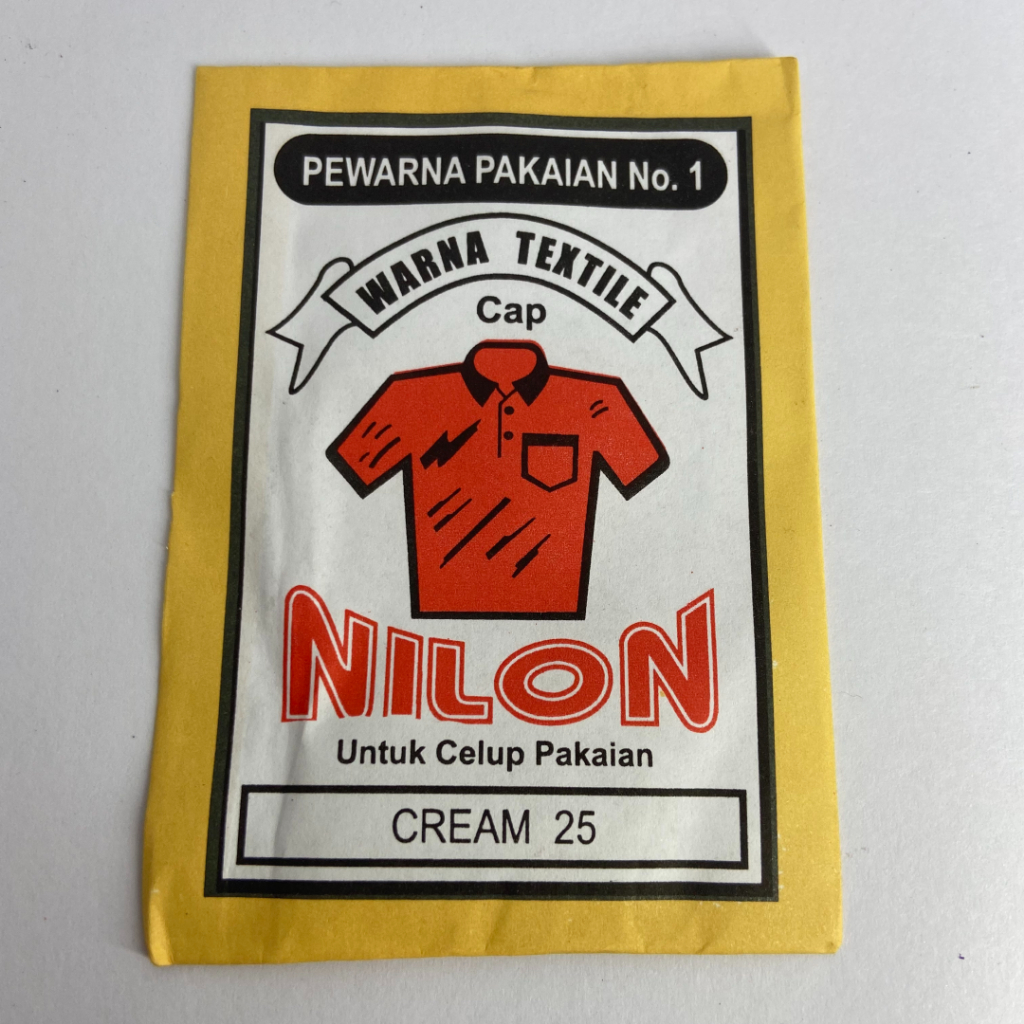 PEWARNA PAKAIAN No. 1
WARNA TEXTILE
Cap
NILON
Untuk Celup Pakaian
CREAM 25